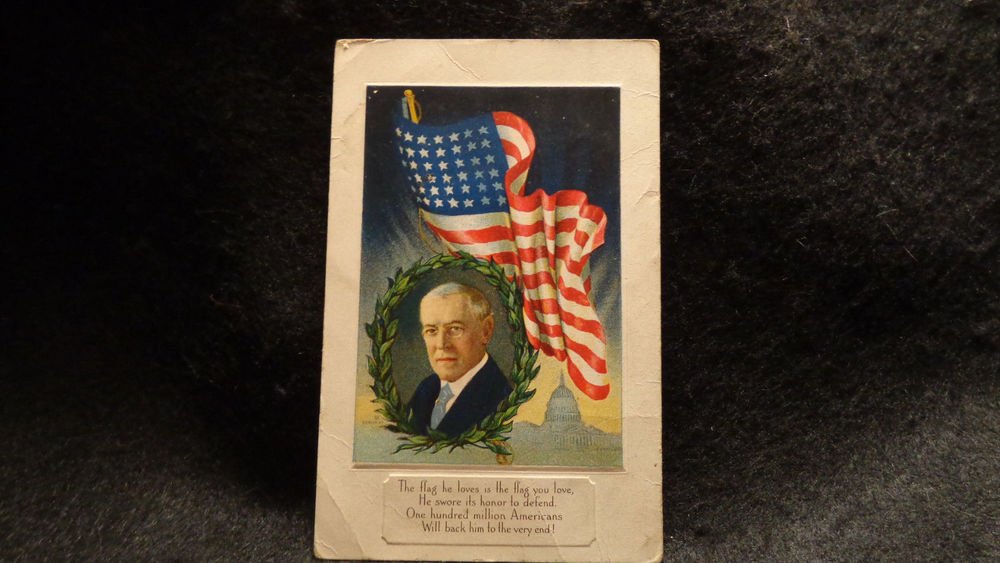 The flag he loves is the flag you love,
He swore its honor to defend.
One hundred million Americans
Will back him to the very end!